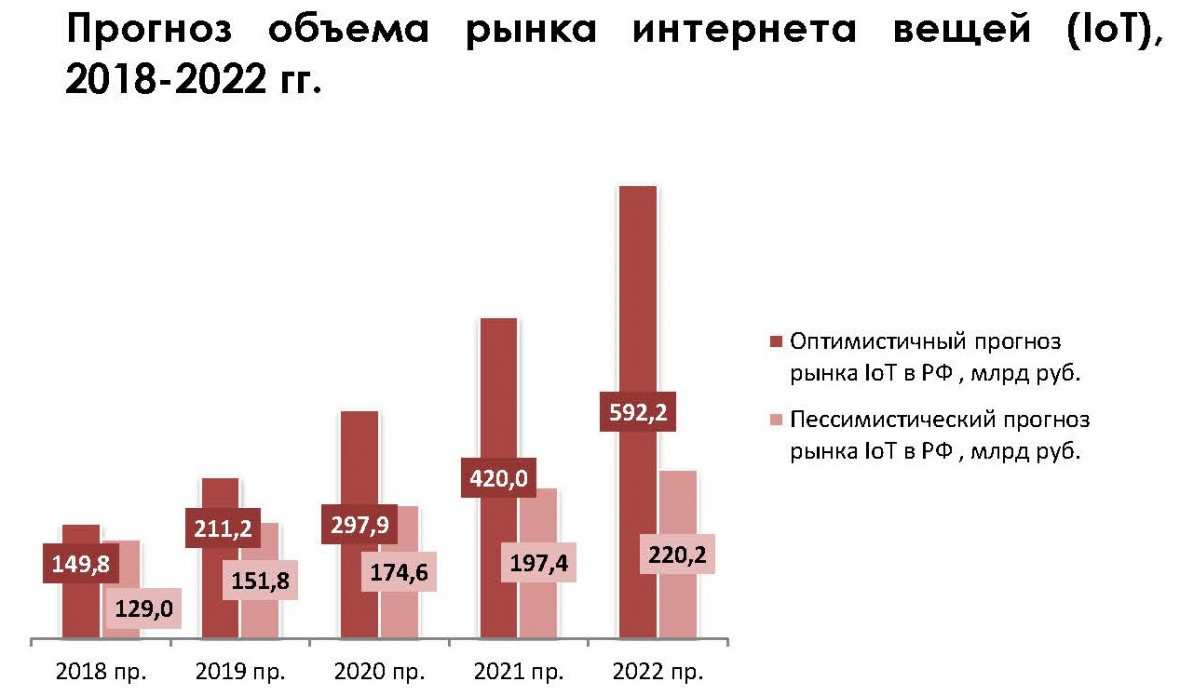 Прогноз объема рынка интернета вещей (IoT),
2018-2022 гг.
592,2
420,0
297,9
211,2
149,8
220,2
197,4
174,6
151,8
129,0
2018 пр.
2019 пр.
2020 пр.
2021 пр.
2022 пр.
Оптимистичный прогноз
рынка IoT в РФ , млрд руб.
Пессимистический прогноз
рынка IoT в РФ , млрд руб.